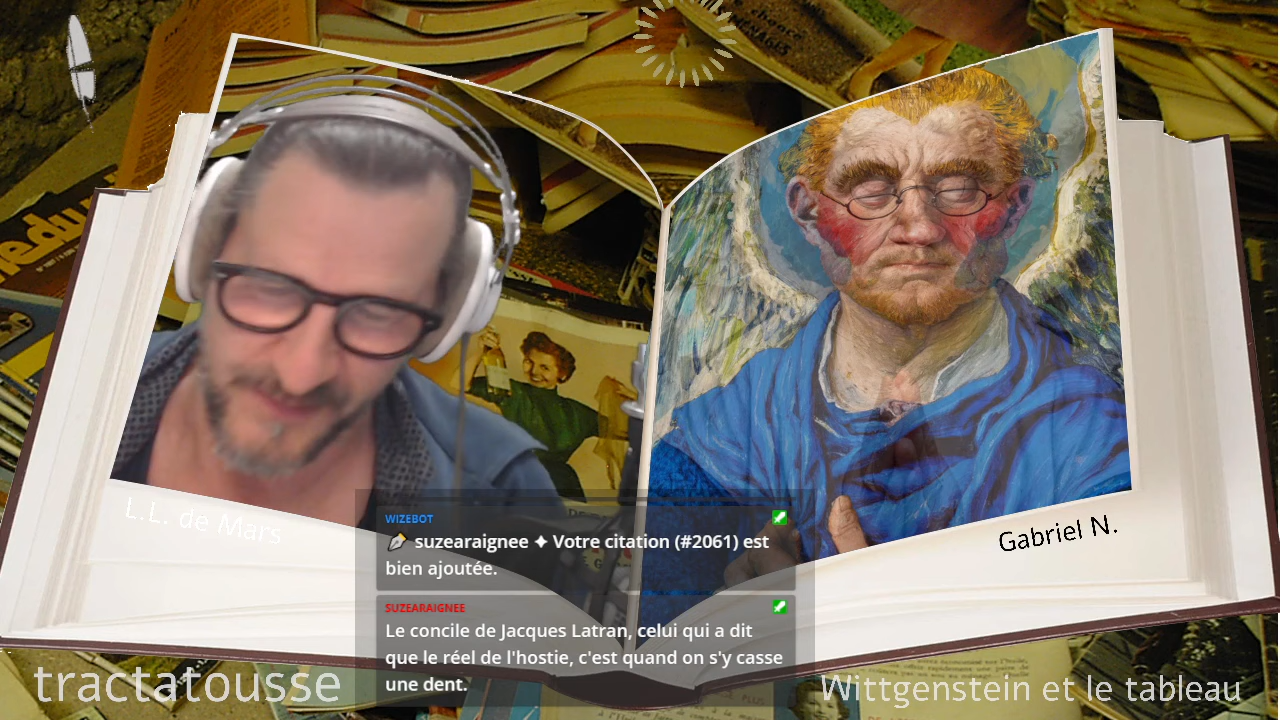 L.L. de Mars
Gabriel N.
WIZEBOT
suzearaignee ✦ Votre citation (#2061) est
bien ajoutée.
SUZEARAIGNEE
Le concile de Jacques Latran, celui qui a dit
que le réel de l'hostie, c'est quand on s'y casse
une dent.
tractatousse
Wittgenstein et le tableau